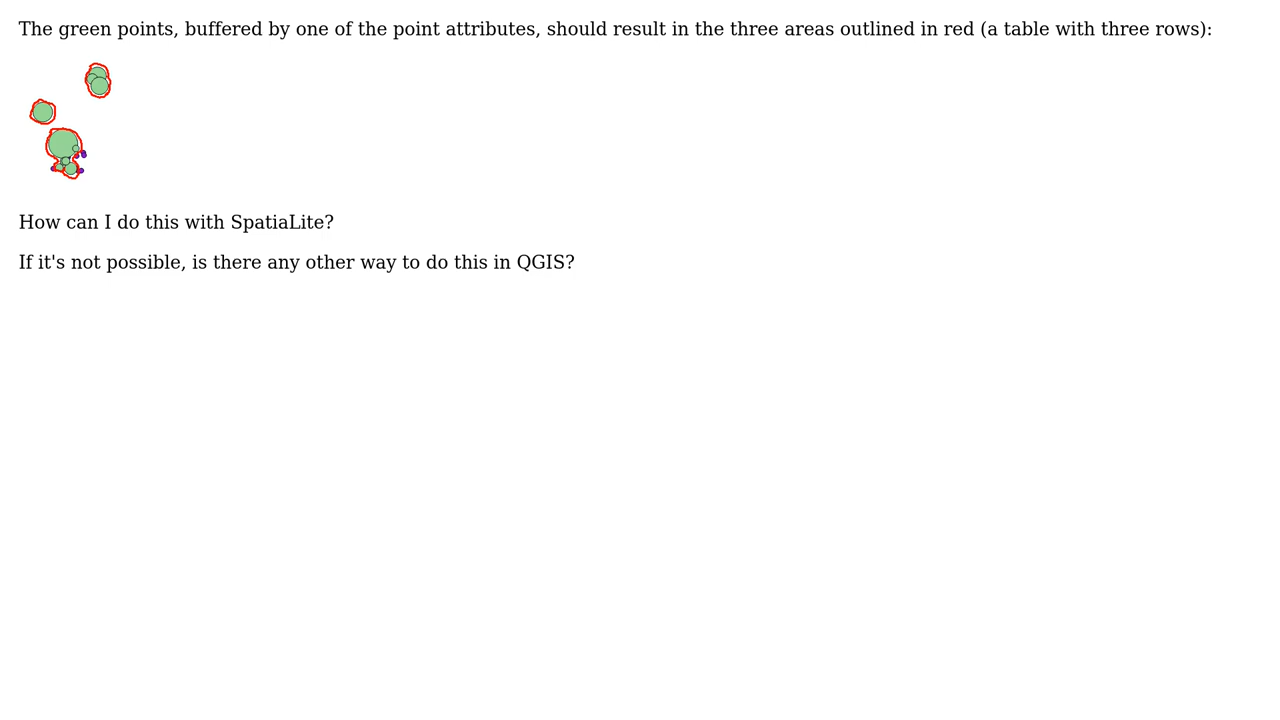 The green points, buffered by one of the point attributes, should result in the three areas outlined in red (a table with three rows):
How can I do this with SpatiaLite?
If it's not possible, is there any other way to do this in QGIS?